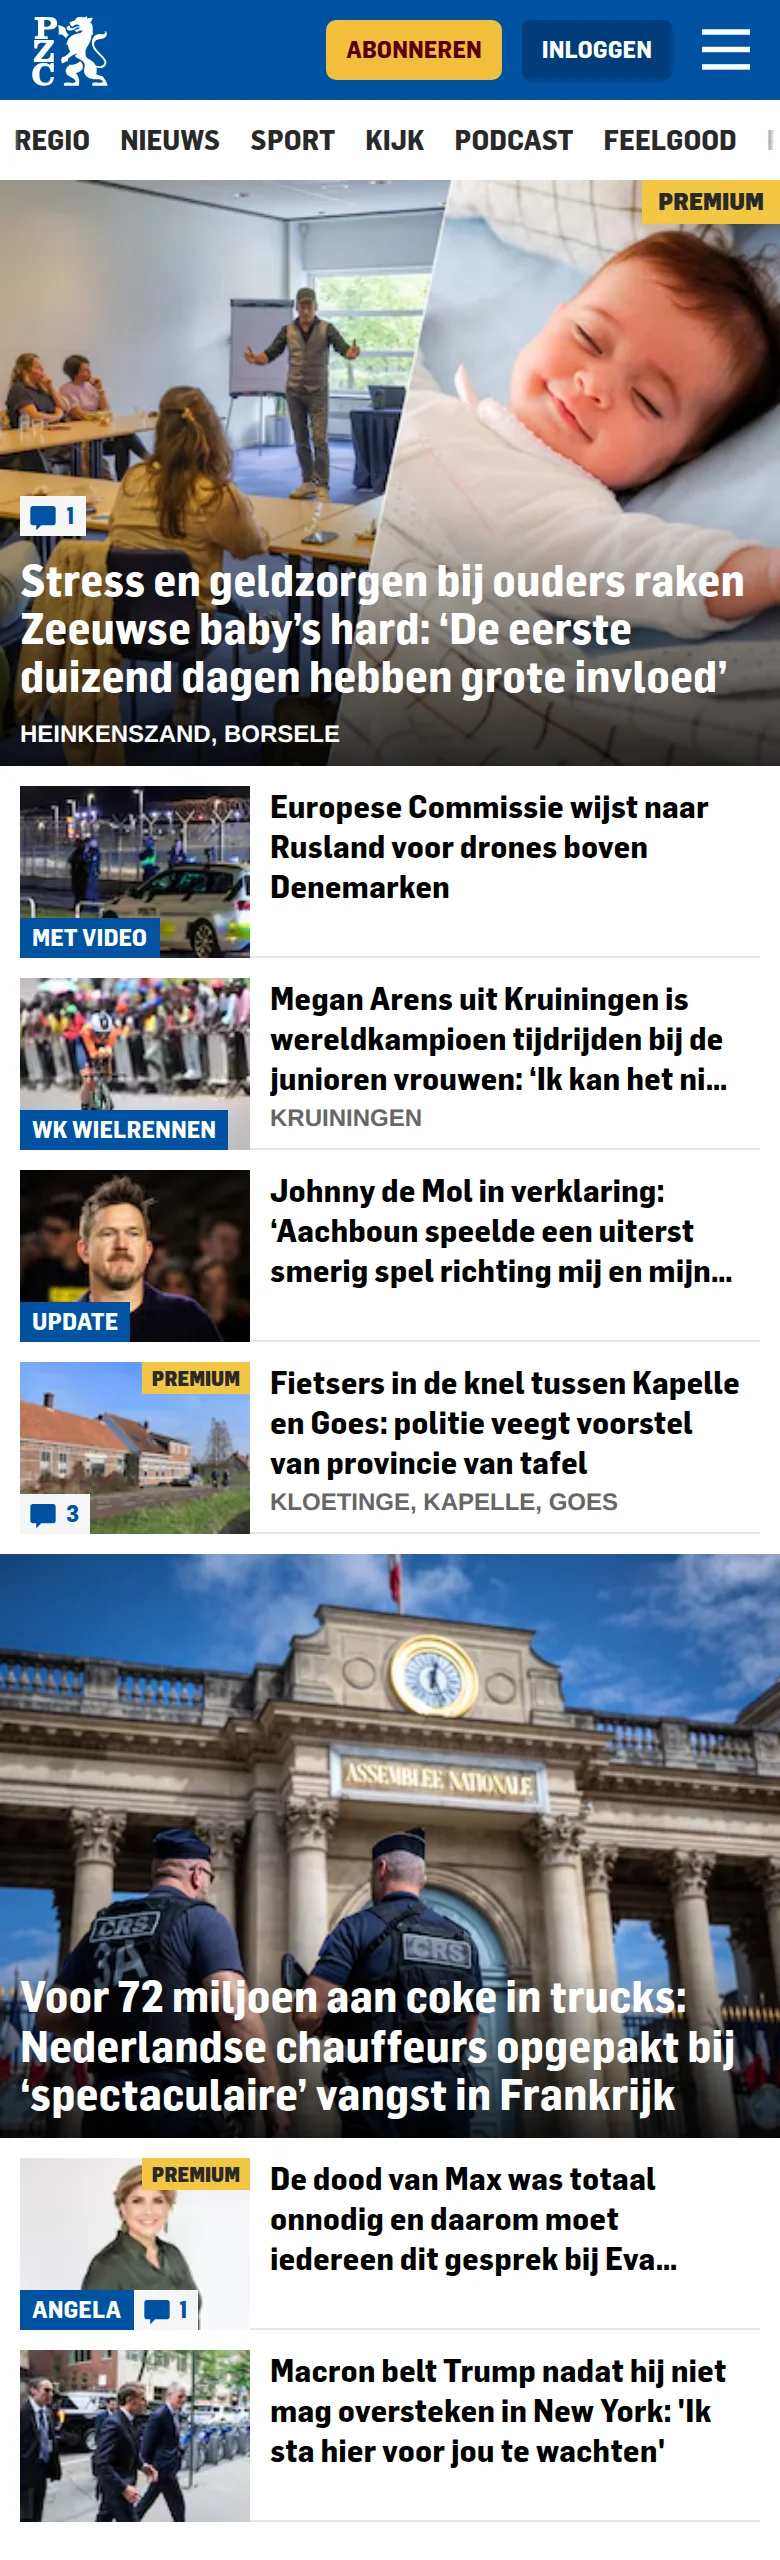 PZC
ABONNEREN
INLOGGEN
REGIO NIEUWS SPORT KIJK PODCAST FEELGOOD
PREMIUM
1
Stress en geldzorgen bij ouders raken
Zeeuwse baby’s hard: ‘De eerste
duizend dagen hebben grote invloed’
HEINKENSZAND, BORSELE
MET VIDEO
Europese Commissie wijst naar
Rusland voor drones boven
Denemarken
WK WIELRENNEN
Megan Arens uit Kruiningen is
wereldkampioen tijdrijden bij de
junioren vrouwen: ‘Ik kan het ni...
KRUININGEN
UPDATE
Johnny de Mol in verklaring:
‘Aachboun speelde een uiterst
smerig spel richting mij en mijn...
PREMIUM
3
Fietsers in de knel tussen Kapelle
en Goes: politie veegt voorstel
van provincie van tafel
KLOETINGE, KAPELLE, GOES
ASSEMBLEE NATIONALE
CRS
3A
CRS
Voor 72 miljoen aan coke in trucks:
Nederlandse chauffeurs opgepakt bij
‘spectaculaire’ vangst in Frankrijk
PREMIUM
ANGELA
1
De dood van Max was totaal
onnodig en daarom moet
iedereen dit gesprek bij Eva...
Macron belt Trump nadat hij niet
mag oversteken in New York: 'Ik
sta hier voor jou te wachten'